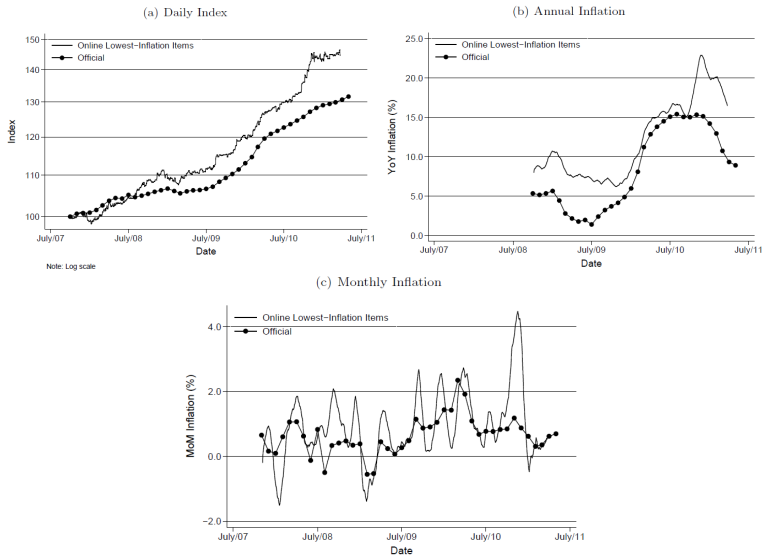 (a) Daily Index
150
140
130
120
110
100
Index
Online Lowest−Inflation Items
Official
July/07
July/08
July/09
July/10
July/11
Date
Note: Log scale
(b) Annual Inflation
25.0
20.0
15.0
10.0
5.0
0.0
YoY Inflation (%)
Online Lowest−Inflation Items
Official
July/07
July/08
July/09
July/10
July/11
Date
(c) Monthly Inflation
4.0
2.0
0.0
−2.0
MoM Inflation (%)
Online Lowest−Inflation Items
Official
July/07
July/08
July/09
July/10
July/11
Date